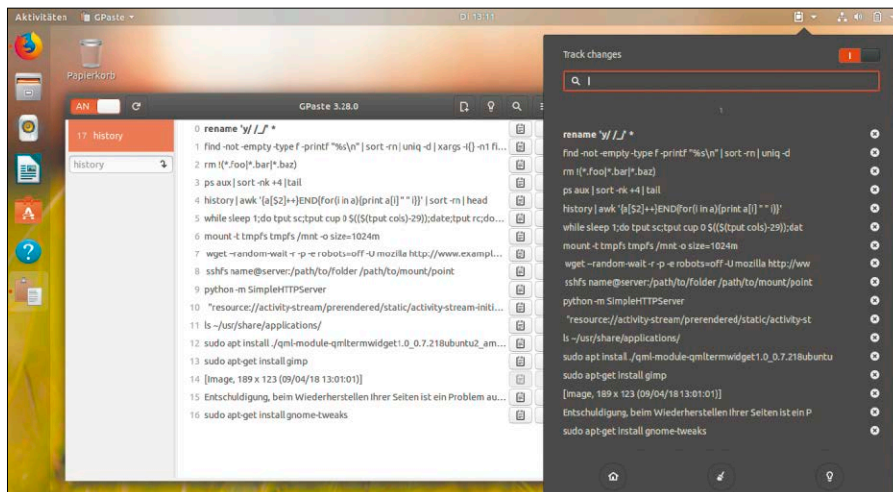 Aktivitäten GPaste
Di 13:11
Papierkorb
AN
GPaste 3.28.0
17 history
history
0 rename 'y/ /_/' *
1 find -not -empty -type f -printf "%s\n" | sort -rn | uniq -d | xargs -I{} -n1 fi...
2 rm !(*.foo|*.bar|*.baz)
3 ps aux | sort -nk +4 |tail
4 history | awk '{a[$2]++}END{for(i in a){print a[i] " " i}}' | sort -rn | head
5 while sleep 1;do tput sc;tput cup 0 $(($(tput cols)-29));date;tput rc;do...
6 mount -t tmpfs tmpfs /mnt -o size=1024m
7 wget --random-wait -r -p -e robots=off -U mozilla http://www.exampl...
8 sshfs name@server:/path/to/folder /path/to/mount/point
9 python -m SimpleHTTPServer
10 "resource://activity-stream/prerendered/static/activity-stream-initi...
11 ls ~/usr/share/applications/
12 sudo apt install ./qml-module-qmltermwidget1.0_0.7.218ubuntu2_am...
13 sudo apt-get install gimp
14 [Image, 189 x 123 (09/04/18 13:01:01)]
15 Entschuldigung, beim Wiederherstellen Ihrer Seiten ist ein Problem au...
16 sudo apt-get install gnome-tweaks
Track changes
1
rename 'y/ /_/' *
find -not -empty -type f -printf "%s\n" | sort -rn | uniq -d
rm !(*.foo|*.bar|*.baz)
ps aux | sort -nk +4 |tail
history | awk '{a[$2]++}END{for(i in a){print a[i] " " i}}'
while sleep 1;do tput sc;tput cup 0 $(($(tput cols)-29));dat
mount -t tmpfs tmpfs /mnt -o size=1024m
wget --random-wait -r -p -e robots=off -U mozilla http://ww
sshfs name@server:/path/to/folder /path/to/mount/point
python -m SimpleHTTPServer
"resource://activity-stream/prerendered/static/activity-st
ls ~/usr/share/applications/
sudo apt install ./qml-module-qmltermwidget1.0_0.7.218ubuntu
sudo apt-get install gimp
[Image, 189 x 123 (09/04/18 13:01:01)]
Entschuldigung, beim Wiederherstellen Ihrer Seiten ist ein P
sudo apt-get install gnome-tweaks